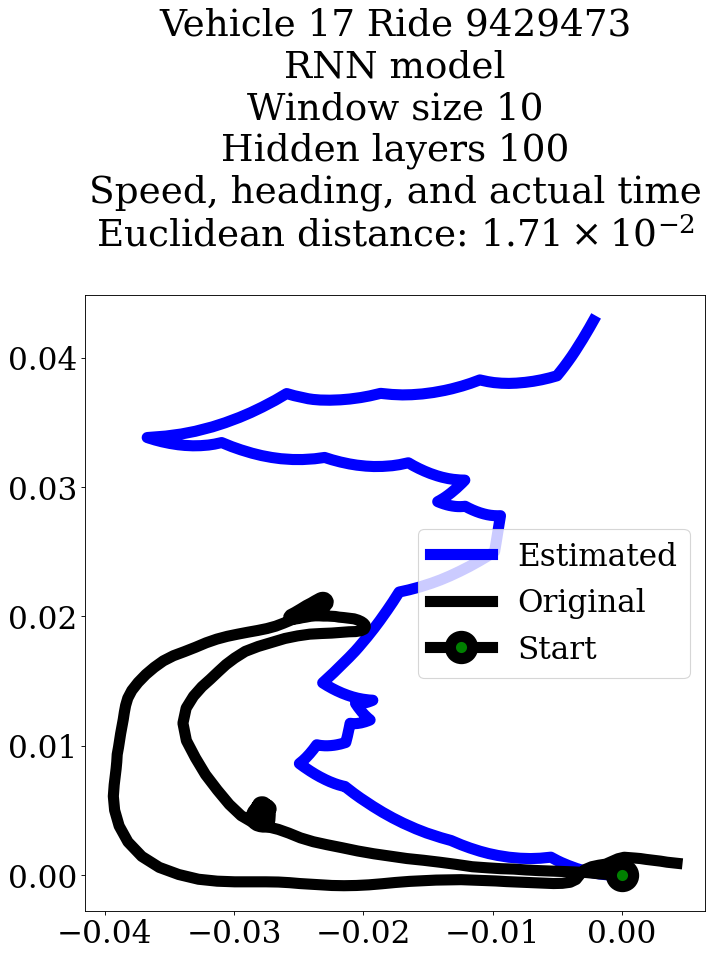 Vehicle 17 Ride 9429473
RNN model
Window size 10
Hidden layers 100
Speed, heading, and actual time
Euclidean distance: 1.71 × 10⁻²
0.04
0.03
0.02
0.01
0.00
Estimated
Original
Start
−0.04 −0.03 −0.02 −0.01 0.00